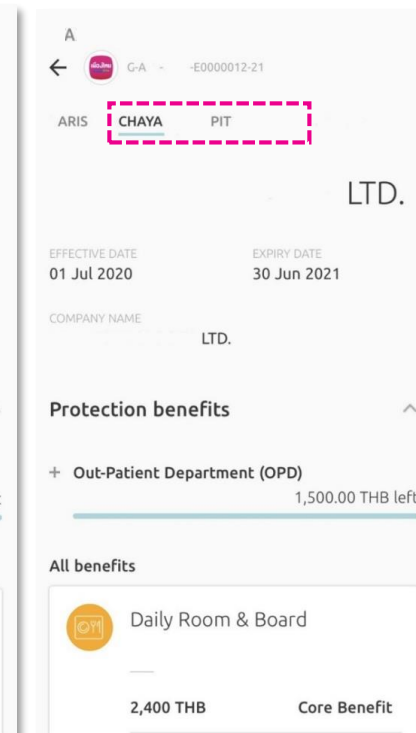 A
G-A - -E0000012-21
ARIS CHAYA PIT
LTD.
EFFECTIVE DATE EXPIRY DATE
01 Jul 2020 30 Jun 2021
COMPANY NAME
LTD.
Protection benefits
+ Out-Patient Department (OPD)
1,500.00 THB left
All benefits
Daily Room & Board
2,400 THB Core Benefit